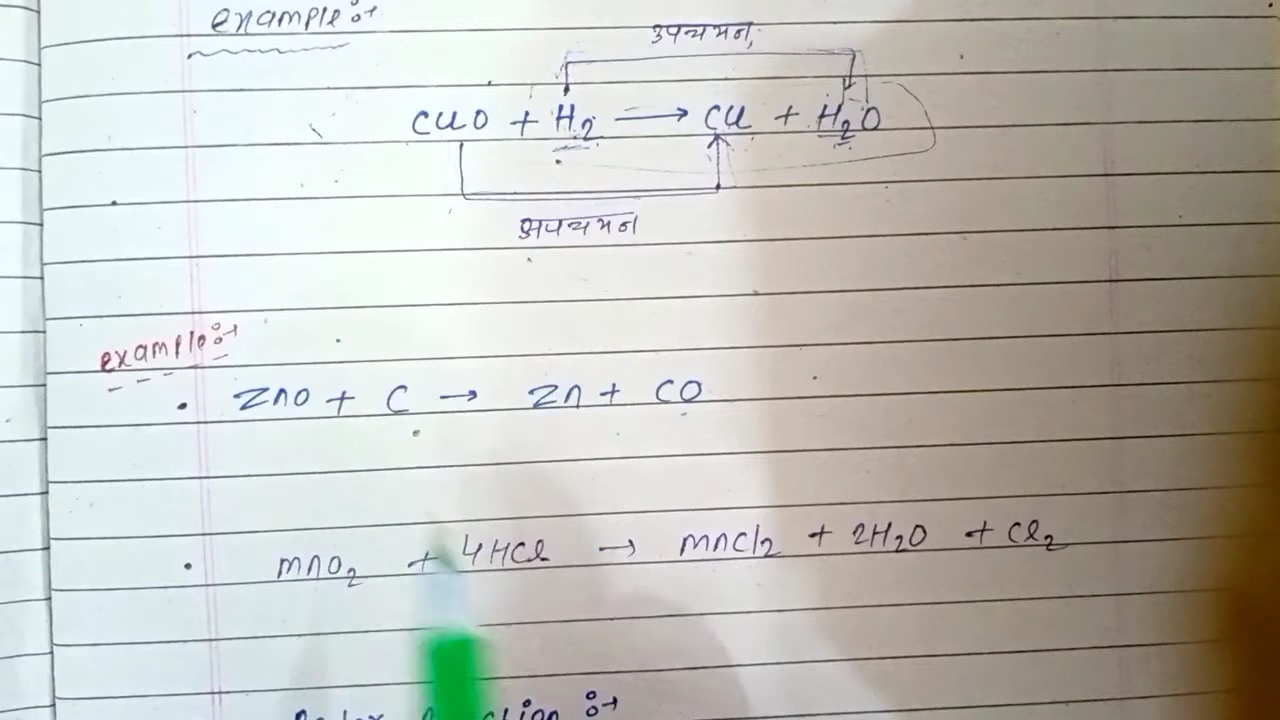 example:-
उपचयन,
CuO + H2 → Cu + H2O
अपचयन
example:-
• ZnO + C → Zn + CO
• MnO2 + 4HCl → MnCl2 + 2H2O + Cl2